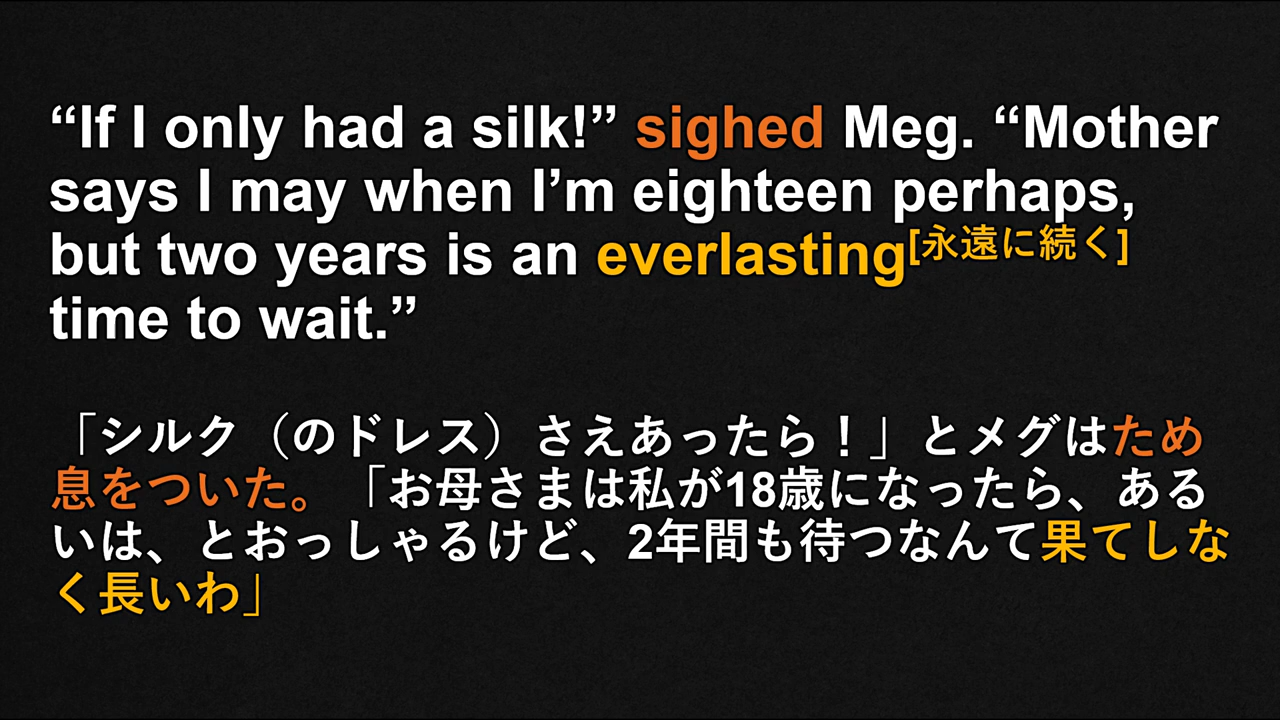 “If I only had a silk!” sighed Meg. “Mother
says I may when I’m eighteen perhaps,
but two years is an everlasting[永遠に続く]
time to wait.”
「シルク（のドレス）さえあったら！」とメグはため
息をついた。「お母さまは私が18歳になったら、ある
いは、とおっしゃるけど、2年間も待つなんて果てしな
く長いわ」